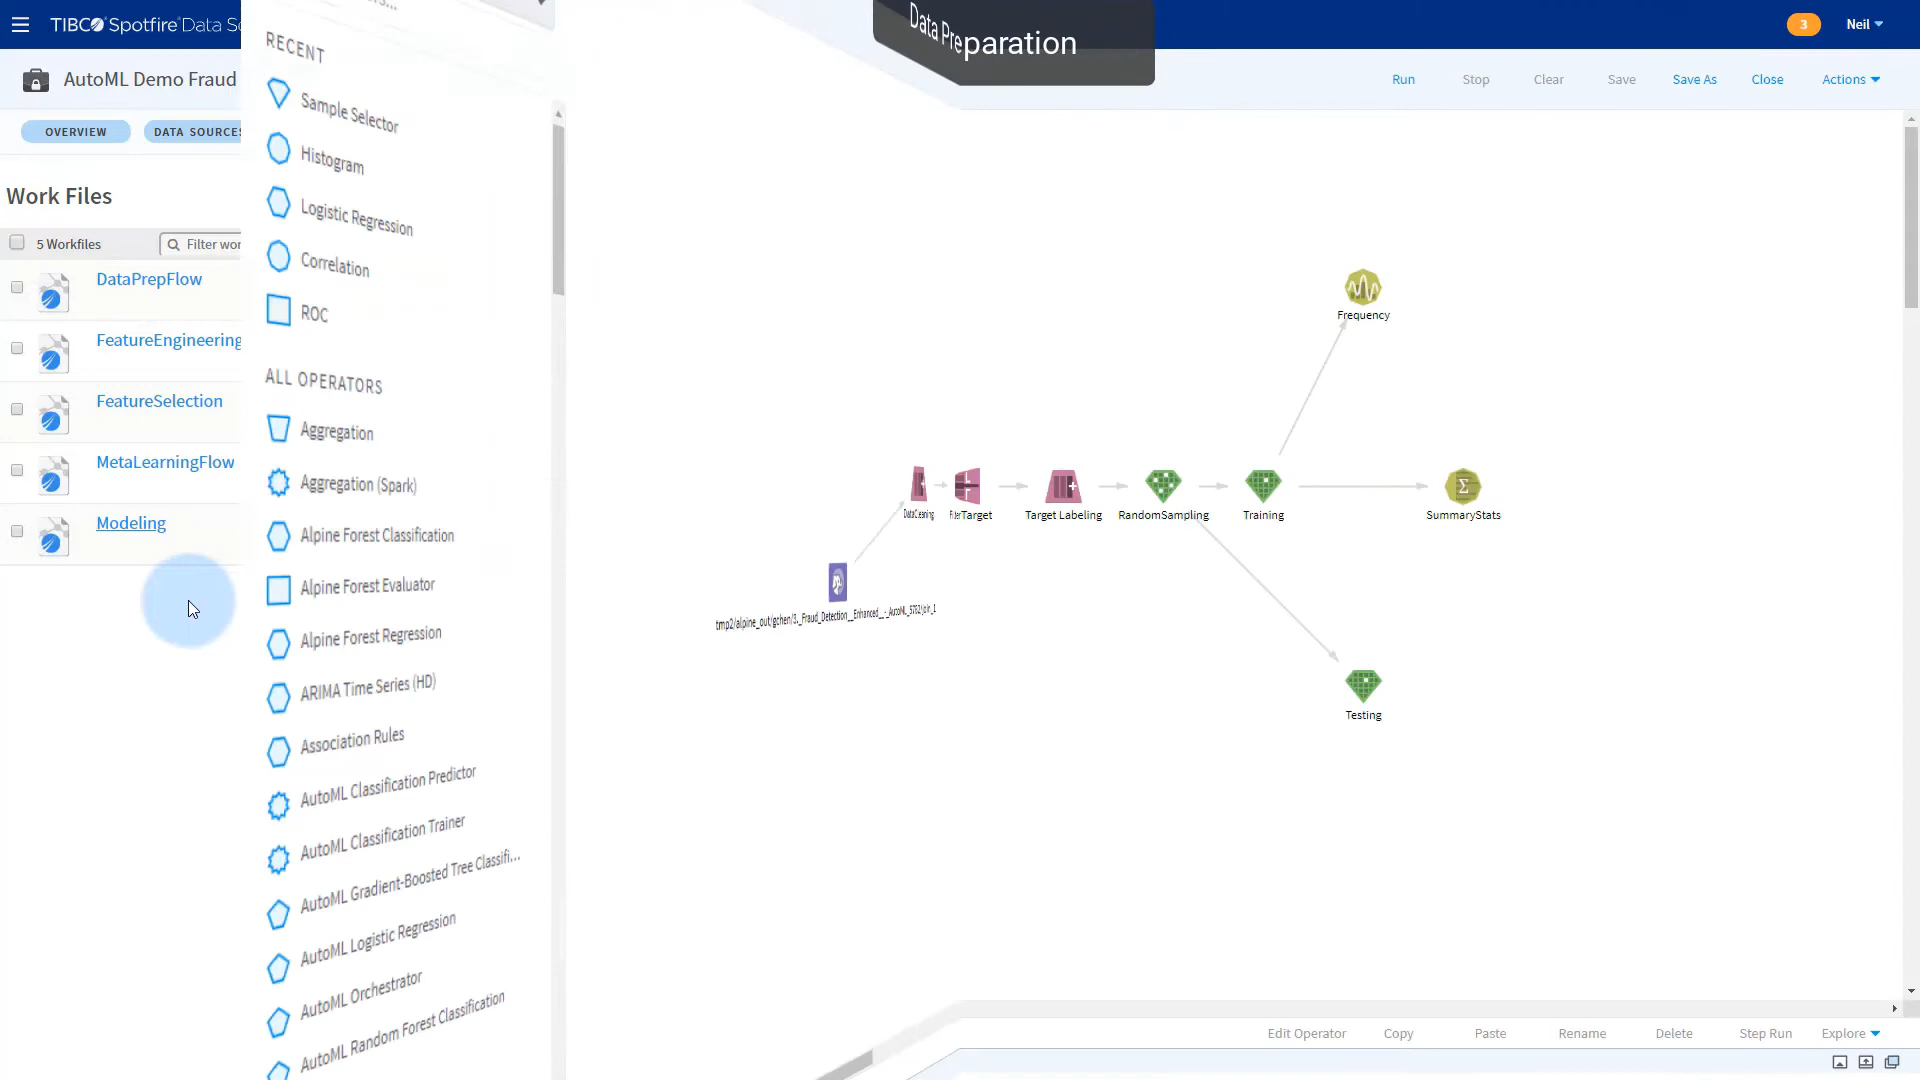 TIBCO Spotfire Data
3
Neil
Data Preparation
AutoML Demo Fraud
Run
Stop
Clear
Save
Save As
Close
Actions
OVERVIEW
DATA SOURCES
Work Files
5 Workfiles
Filter
DataPrepFlow
FeatureEngineering
FeatureSelection
MetaLearningFlow
Modeling
RECENT
Sample Selector
Histogram
Logistic Regression
Correlation
ROC
ALL OPERATORS
Aggregation
Aggregation (Spark)
Alpine Forest Classification
Alpine Forest Evaluator
Alpine Forest Regression
ARIMA Time Series (HD)
Association Rules
AutoML Classification Predictor
AutoML Classification Trainer
AutoML Gradient-Boosted Tree Classifi...
AutoML Logistic Regression
AutoML Orchestrator
AutoML Random Forest Classification
Frequency
DataCleaning
FilterTarget
Target Labeling
RandomSampling
Training
SummaryStats
Testing
Edit Operator
Copy
Paste
Rename
Delete
Step Run
Explore